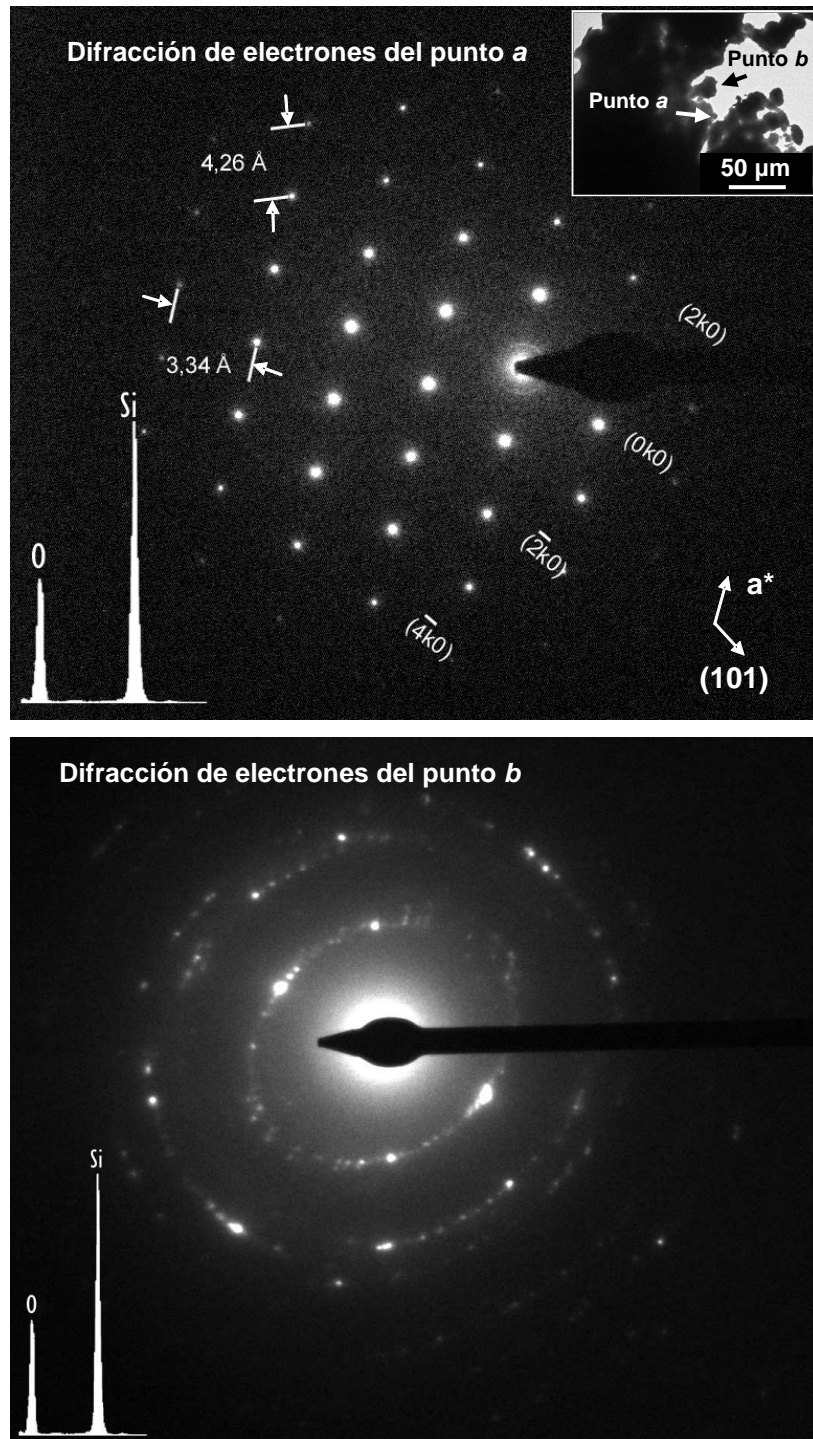 Difracción de electrones del punto a
Punto b
Punto a
50 µm
4,26 Å
3,34 Å
(2k0)
(0k0)
(2̅k0)
(4̅k0)
a*
(101)
Si
O
Difracción de electrones del punto b
Si
O